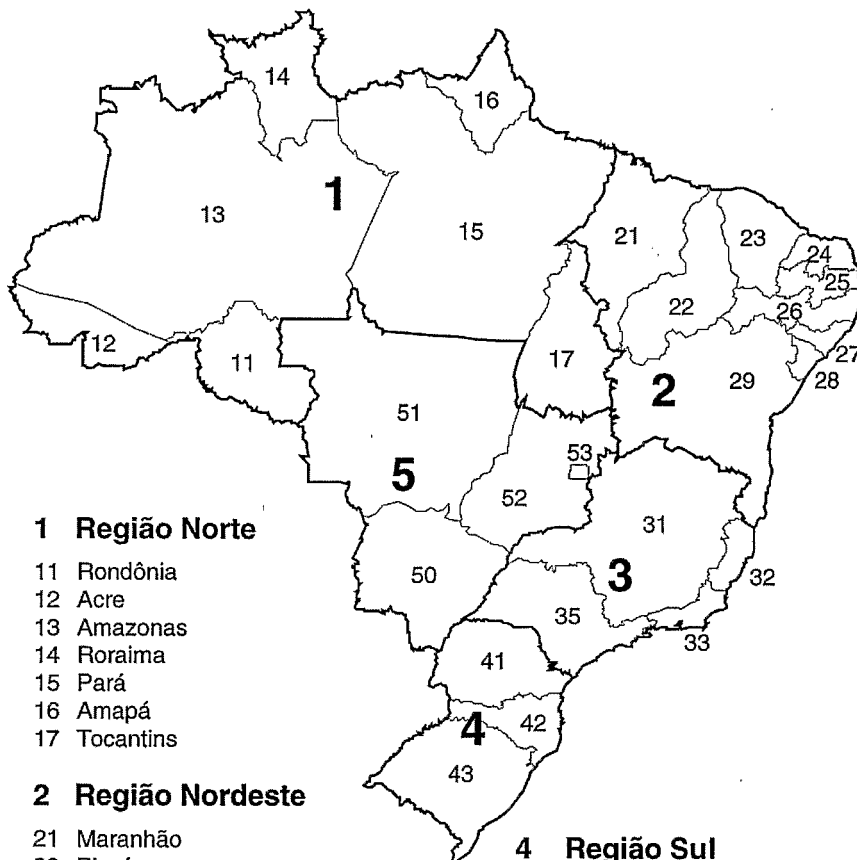 14
16
1
13
15
21
23
24
25
22
26
12
11
17
27
28
2
29
51
5
53
52
31
1 Região Norte
11 Rondônia
12 Acre
13 Amazonas
14 Roraima
15 Pará
16 Amapá
17 Tocantins
50
3
32
35
33
41
4
42
43
2 Região Nordeste
21 Maranhão
4 Região Sul